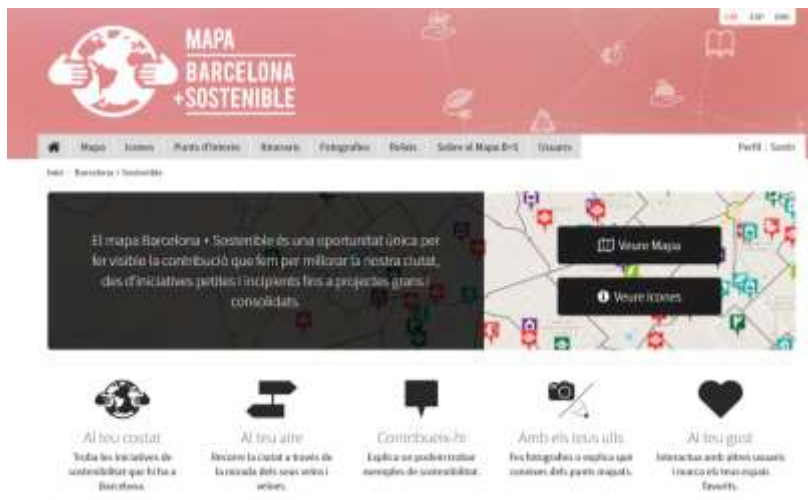 CAT ESP ENG
MAPA
BARCELONA
+SOSTENIBLE
Mapa Icones Punts d'Interès Itineraris Fotografies Relats Sobre el Mapa B+S Usuaris Perfil Sortir
Inici Barcelona + Sostenible
El mapa Barcelona + Sostenible és una oportunitat única per
fer visible la contribució que fem per millorar la nostra ciutat,
des d'iniciatives petites i incipients fins a projectes grans i
consolidats.
Veure Mapa
Veure Icones
Al teu costat
Troba les iniciatives de
sostenibilitat que hi ha a
Barcelona.
Al teu aire
Recorre la ciutat a través de
la mirada dels seus veïns i
veïnes.
Contribueix-hi
Explica on podem trobar
exemples de sostenibilitat.
Amb els teus ulls
Fes fotografies o explica què
coneixes dels punts mapats.
Al teu gust
Interactua amb altres usuaris
i marca els teus espais
favorits.